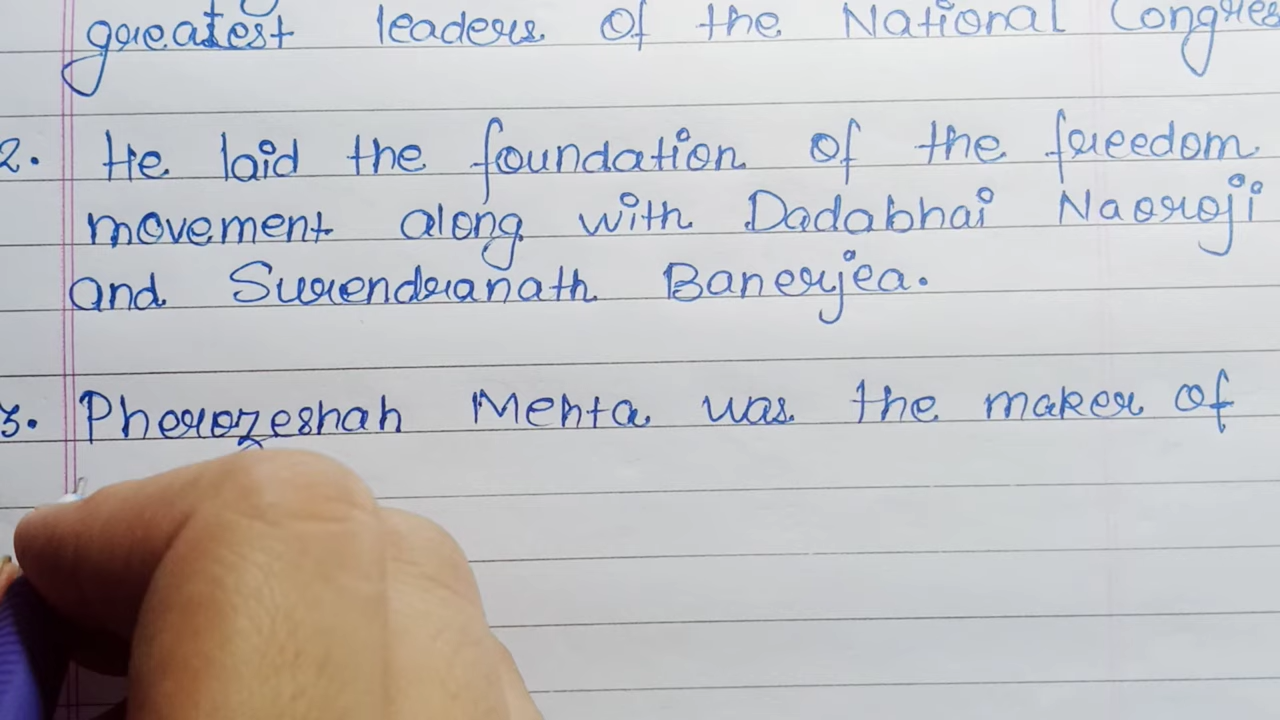 greatest leaders of the National Congres
2. He laid the foundation of the freedom
movement along with Dadabhai Naoroji
and Surendranath Banerjea.
3. Pherozeshah Mehta was the maker of